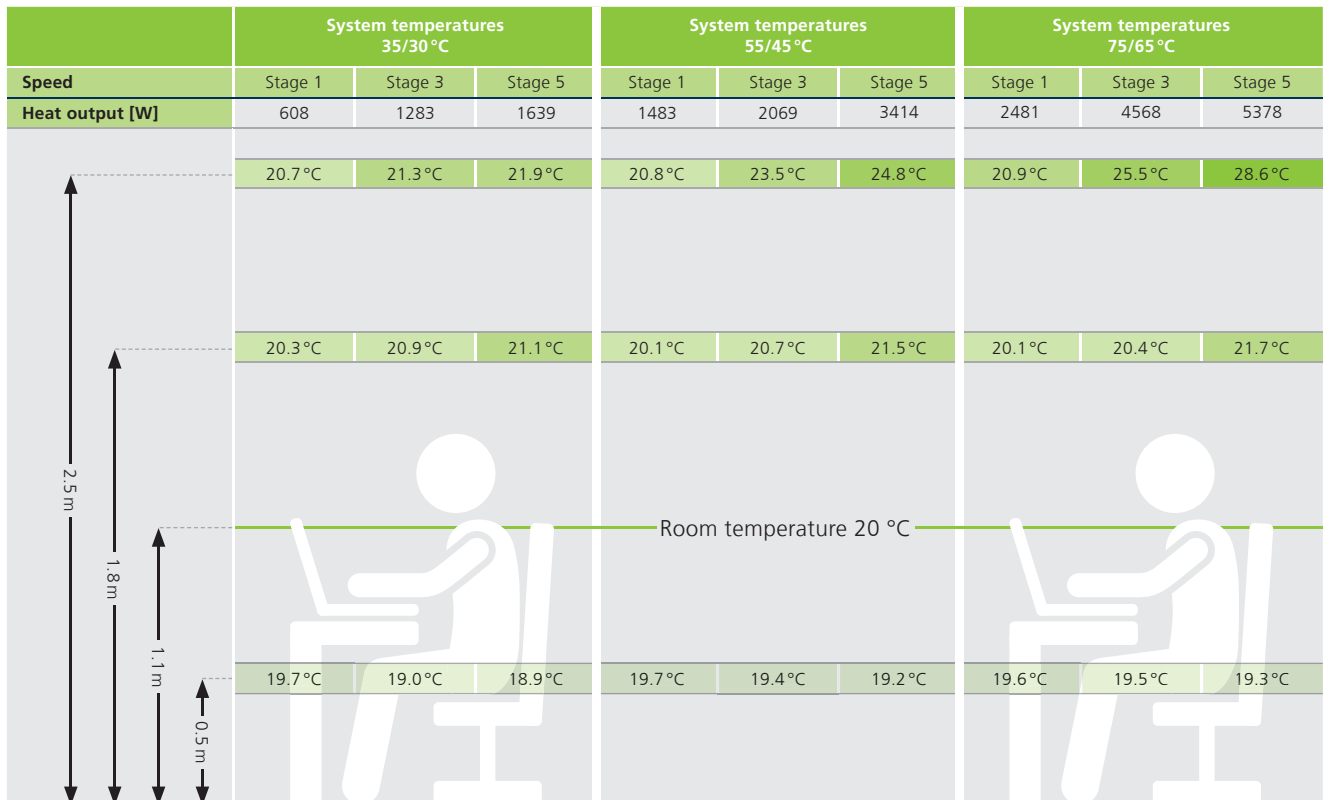 System temperatures
35/30 °C
System temperatures
55/45 °C
System temperatures
75/65 °C
Speed Stage 1 Stage 3 Stage 5 Stage 1 Stage 3 Stage 5 Stage 1 Stage 3 Stage 5
Heat output [W] 608 1283 1639 1483 2069 3414 2481 4568 5378
20.7 °C 21.3 °C 21.9 °C 20.8 °C 23.5 °C 24.8 °C 20.9 °C 25.5 °C 28.6 °C
20.3 °C 20.9 °C 21.1 °C 20.1 °C 20.7 °C 21.5 °C 20.1 °C 20.4 °C 21.7 °C
2.5 m
Room temperature 20 °C
1.8 m
1.1 m
19.7 °C 19.0 °C 18.9 °C 19.7 °C 19.4 °C 19.2 °C 19.6 °C 19.5 °C 19.3 °C
0.5 m